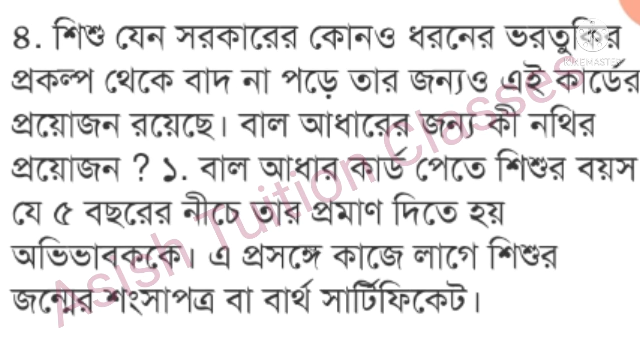 ৪. শিশু যেন সরকারের কোনও ধরনের ভরতুকির
প্রকল্প থেকে বাদ না পড়ে তার জন্যও এই কার্ডের
প্রয়োজন রয়েছে। বাল আধারের জন্য কী নথির
প্রয়োজন ? ১. বাল আধার কার্ড পেতে শিশুর বয়স
যে ৫ বছরের নীচে তার প্রমাণ দিতে হয়
অভিভাবককে। এ প্রসঙ্গে কাজে লাগে শিশুর
জন্মের শংসাপত্র বা বার্থ সার্টিফিকেট।
Asish Tuition Classes
KINEMASTER